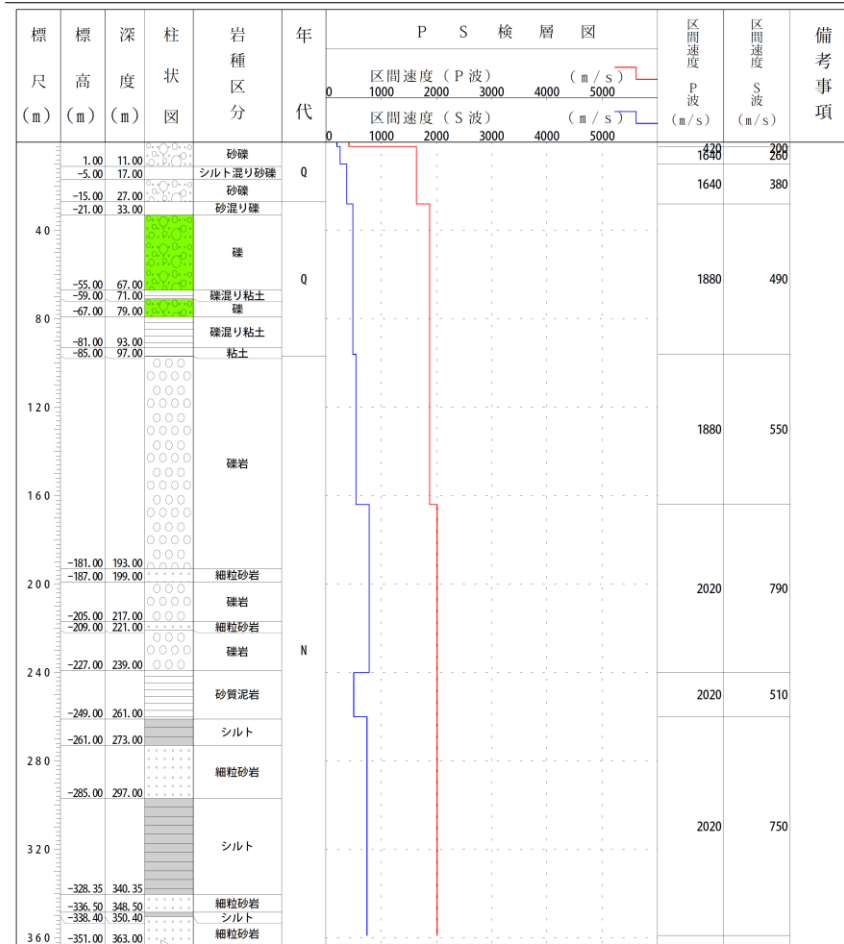 標尺(m) 標高(m) 深度(m) 柱状図 岩種区分 年代 PS検層図 区間速度 P波 (m/s) 区間速度 S波 (m/s) 備考事項
区間速度(P波) (m/s)
0 1000 2000 3000 4000 5000
区間速度(S波) (m/s)
0 1000 2000 3000 4000 5000
砂礫 420 200
1.00 11.00 1640 260
-5.00 17.00 シルト混り砂礫 Q
砂礫 1640 380
-15.00 27.00
-21.00 33.00 砂混り礫
40
礫
Q 1880 490
-55.00 67.00
-59.00 71.00 礫混り粘土
-67.00 79.00 礫
80
礫混り粘土
-81.00 93.00
-85.00 97.00 粘土
120
1880 550
礫岩
160
-181.00 193.00
-187.00 199.00 細粒砂岩
200 2020 790
礫岩
-205.00 217.00
-209.00 221.00 細粒砂岩
礫岩 N
-227.00 239.00
240
砂質泥岩 2020 510
-249.00 261.00
シルト
-261.00 273.00
280
細粒砂岩
-285.00 297.00
320 2020 750
シルト
-328.35 340.35
-336.50 348.50 細粒砂岩
-338.40 350.40 シルト
360 -351.00 363.00 細粒砂岩